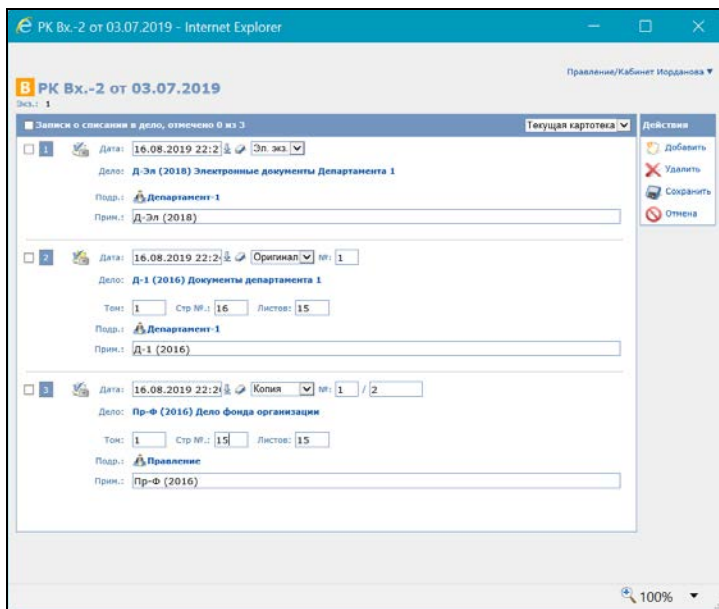 РК Вх.-2 от 03.07.2019 - Internet Explorer
Правление/Кабинет Иорданова ▼
В РК Вх.-2 от 03.07.2019
Экз.: 1
Записи о списании в дело, отмечено 0 из 3 Текущая картотека
Действия
Добавить
Удалить
Сохранить
Отмена
1 Дата: 16.08.2019 22:2 Эл. экз.
Дело: Д-Эл (2018) Электронные документы Департамента 1
Подр.: Департамент-1
Прим.: Д-Эл (2018)
2 Дата: 16.08.2019 22:2 Оригинал №: 1
Дело: Д-1 (2016) Документы департамента 1
Том: 1 Стр №.: 16 Листов: 15
Подр.: Департамент-1
Прим.: Д-1 (2016)
3 Дата: 16.08.2019 22:2 Копия №: 1 / 2
Дело: Пр-Ф (2016) Дело фонда организации
Том: 1 Стр №.: 15 Листов: 15
Подр.: Правление
Прим.: Пр-Ф (2016)
100% ▼